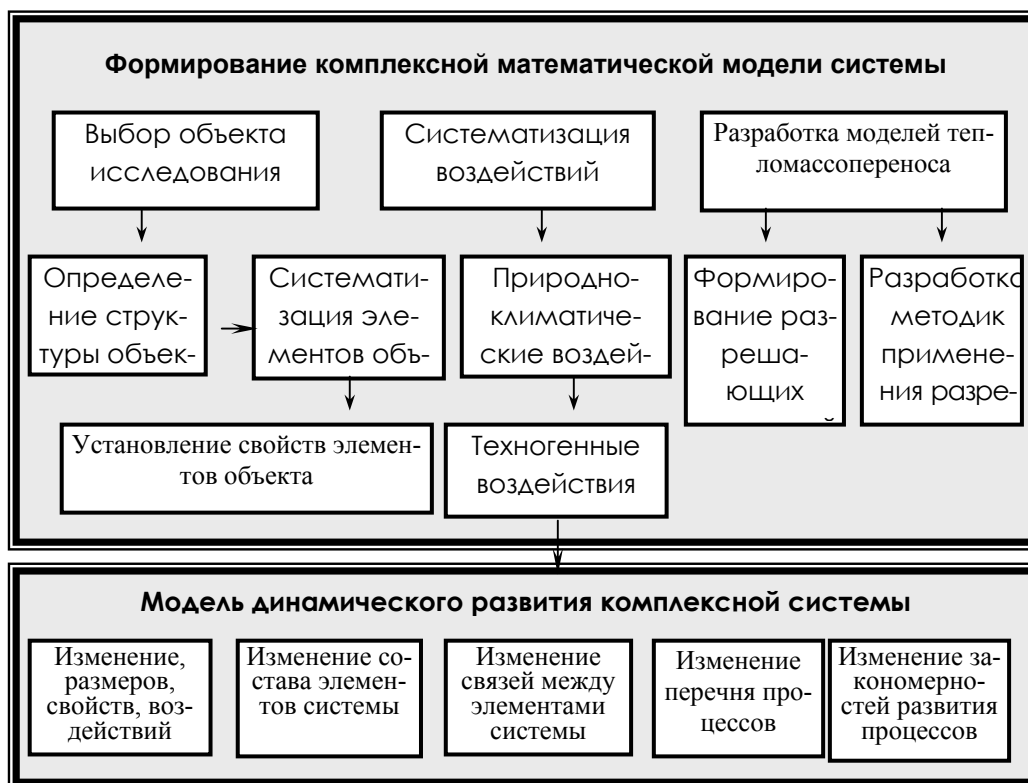 Формирование комплексной математической модели системы
Выбор объекта
исследования
Систематизация
воздействий
Разработка моделей теп-
ломассопереноса
Определе-
ние струк-
туры объек-
Системати-
зация эле-
ментов объ-
Природно-
климатиче-
ские воздей-
Формиро-
вание раз-
реша-
ющих
Разработка
методик
примене-
ния разре-
Установление свойств элемен-
тов объекта
Техногенные
воздействия
Модель динамического развития комплексной системы
Изменение,
размеров,
свойств, воз-
действий
Изменение со-
става элемен-
тов системы
Изменение
связей между
элементами
системы
Изменение
перечня про-
цессов
Изменение за-
кономерно-
стей развития
процессов